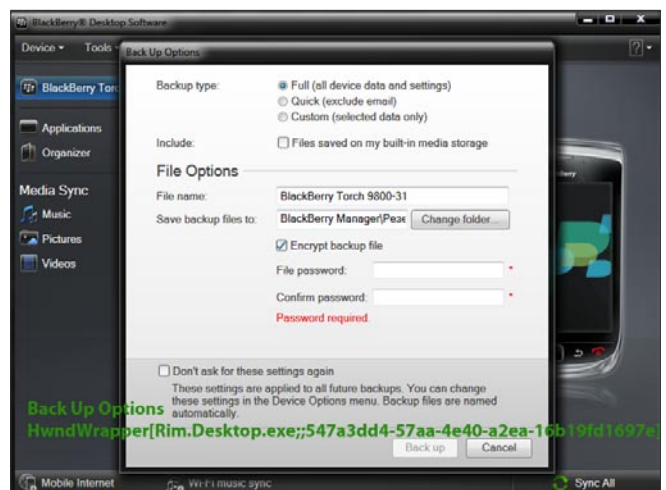 BlackBerry® Desktop Software
Device Tools
Back Up Options
BlackBerry Torc
Applications
Organizer
Media Sync
Music
Pictures
Videos
Backup type:
Full (all device data and settings)
Quick (exclude email)
Custom (selected data only)
Include:
Files saved on my built-in media storage
File Options
File name:
BlackBerry Torch 9800-31
Save backup files to:
BlackBerry Manager\Резе
Change folder...
Encrypt backup file
File password: *
Confirm password: *
Password required.
Don't ask for these settings again
These settings are applied to all future backups. You can change
these settings in the Device Options menu. Backup files are named
automatically.
Back Up Options
HwndWrapper[Rim.Desktop.exe;;547a3dd4-57aa-4e40-a2ea-16b19fd1697e]
Back up
Cancel
Mobile Internet
Wi-Fi music sync
Sync All